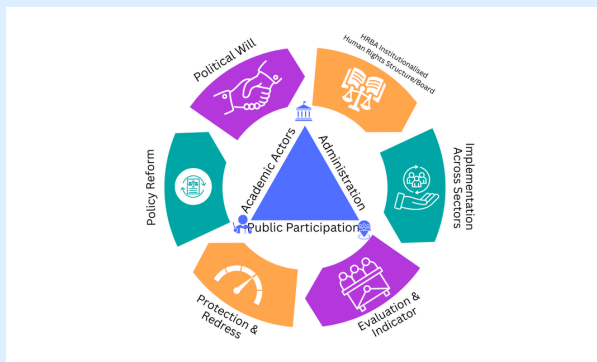 Political Will
HRBA Institutionalised
Human Rights Structure/Board
Implementation
Across Sectors
Evaluation &
Indicator
Protection &
Redress
Policy Reform
Academic Actors
Administration
Public Participation